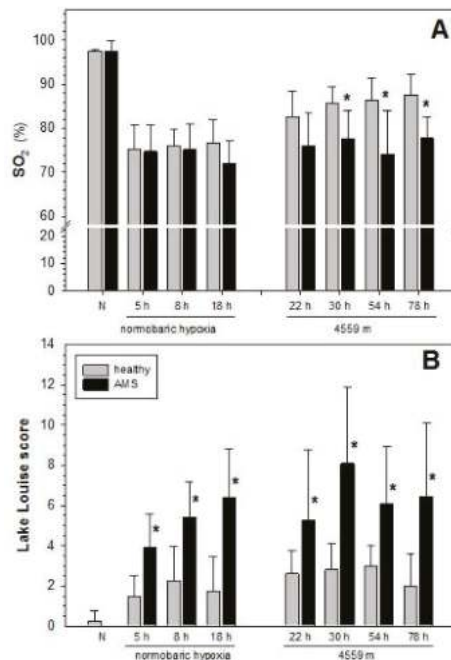 A
100
90
80
70
60
20
10
0
SO2 (%)
N 5 h 8 h 18 h 22 h 30 h 54 h 78 h
normobaric hypoxia 4559 m
* * *
B
14
12
10
8
6
4
2
0
Lake Louise score
healthy
AMS
* * * * * * *
N 5 h 8 h 18 h 22 h 30 h 54 h 78 h
normobaric hypoxia 4559 m